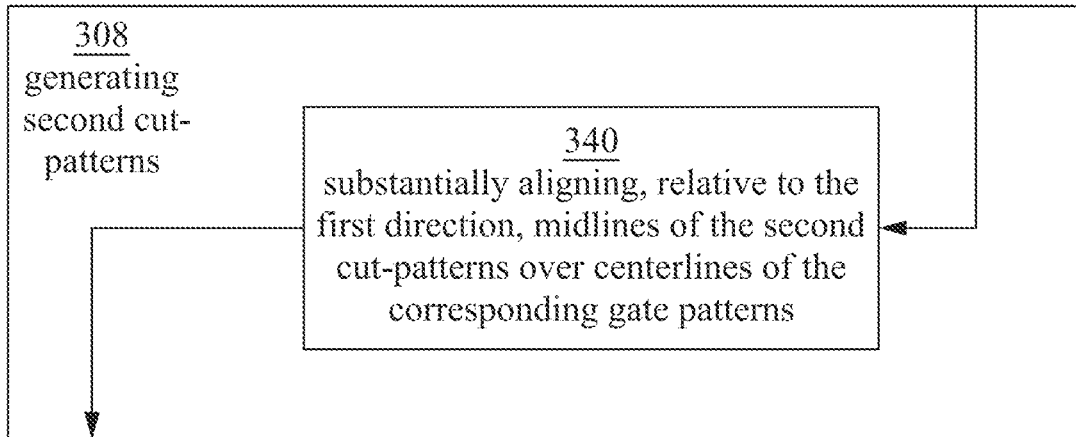 308
generating
second cut-
patterns
340
substantially aligning, relative to the
first direction, midlines of the second
cut-patterns over centerlines of the
corresponding gate patterns